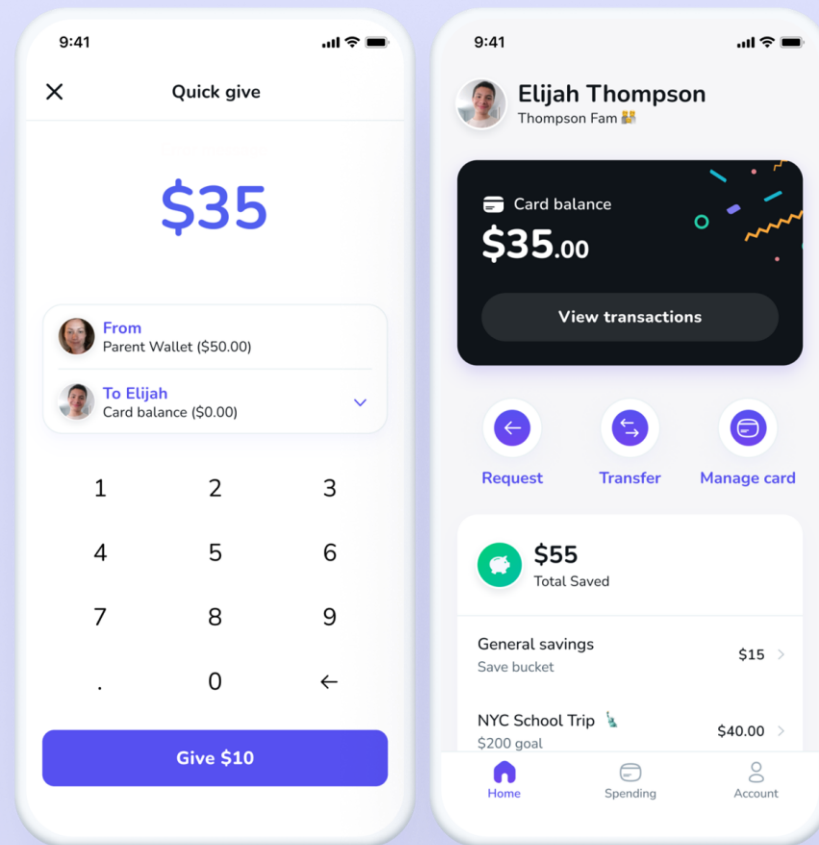 9:41
Quick give
$35
From
Parent Wallet ($50.00)
To Elijah
Card balance ($0.00)
1 2 3
4 5 6
7 8 9
. 0
Give $10
9:41
Elijah Thompson
Thompson Fam
Card balance
$35.00
View transactions
Request Transfer Manage card
$55
Total Saved
General savings
$15
Save bucket
NYC School Trip
$40.00
$200 goal
Home Spending Account